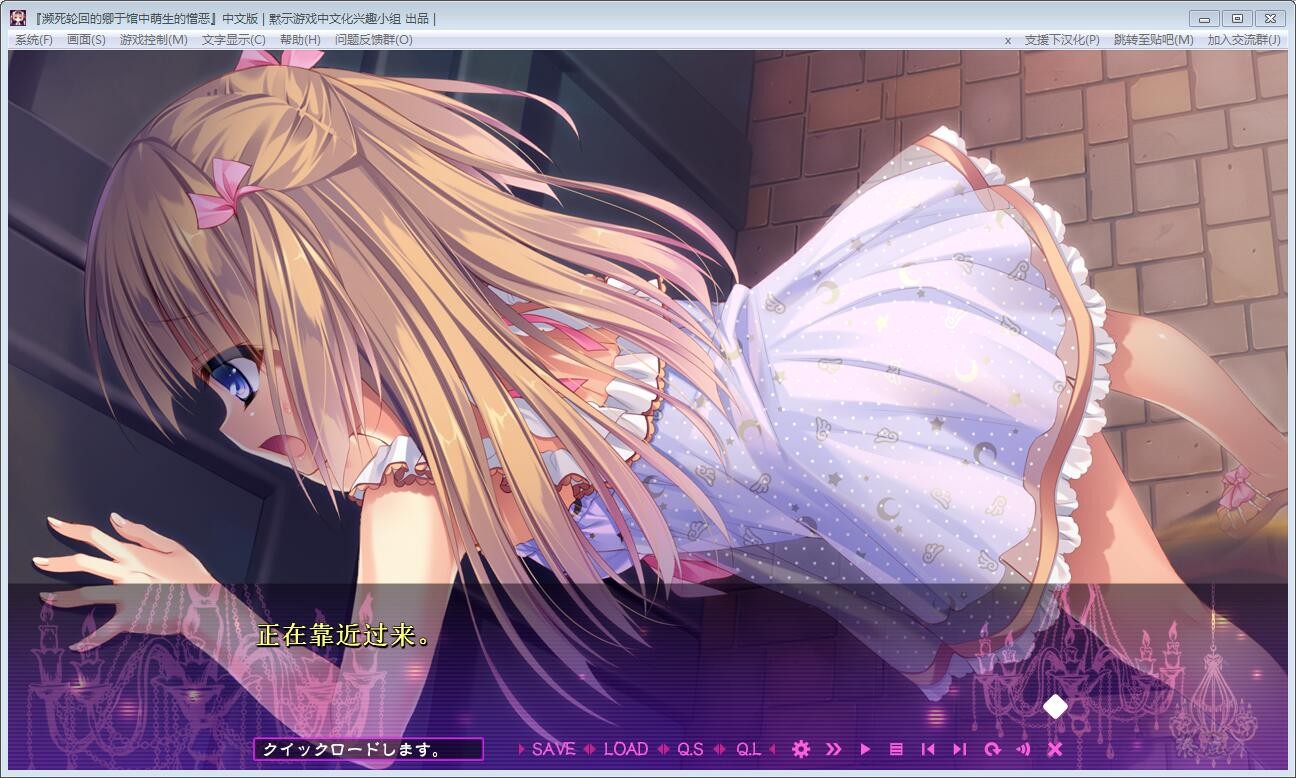 『濒死轮回的卿于馆中萌生的憎恶』中文版 | 默示游戏中文化兴趣小组 出品 |
系统(F) 画面(S) 游戏控制(M) 文字显示(C) 帮助(H) 问题反馈群(O) x 支援下汉化(P) 跳转至贴吧(M) 加入交流群(J)
正在靠近过来。
クイックロードします。 SAVE LOAD Q.S Q.L